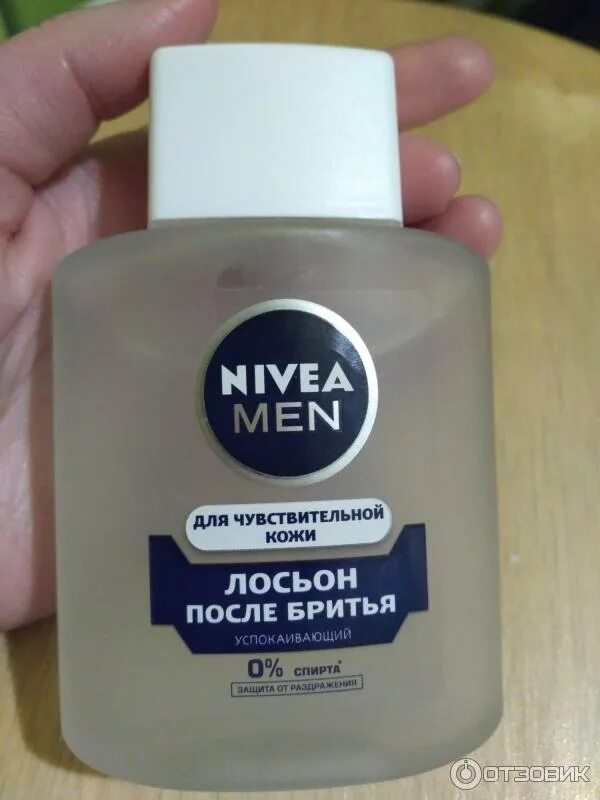 NIVEA
MEN
ДЛЯ ЧУВСТВИТЕЛЬНОЙ
КОЖИ
ЛОСЬОН
ПОСЛЕ БРИТЬЯ
УСПОКАИВАЮЩИЙ
0% СПИРТА*
ЗАЩИТА ОТ РАЗДРАЖЕНИЯ
ОТЗОВИК